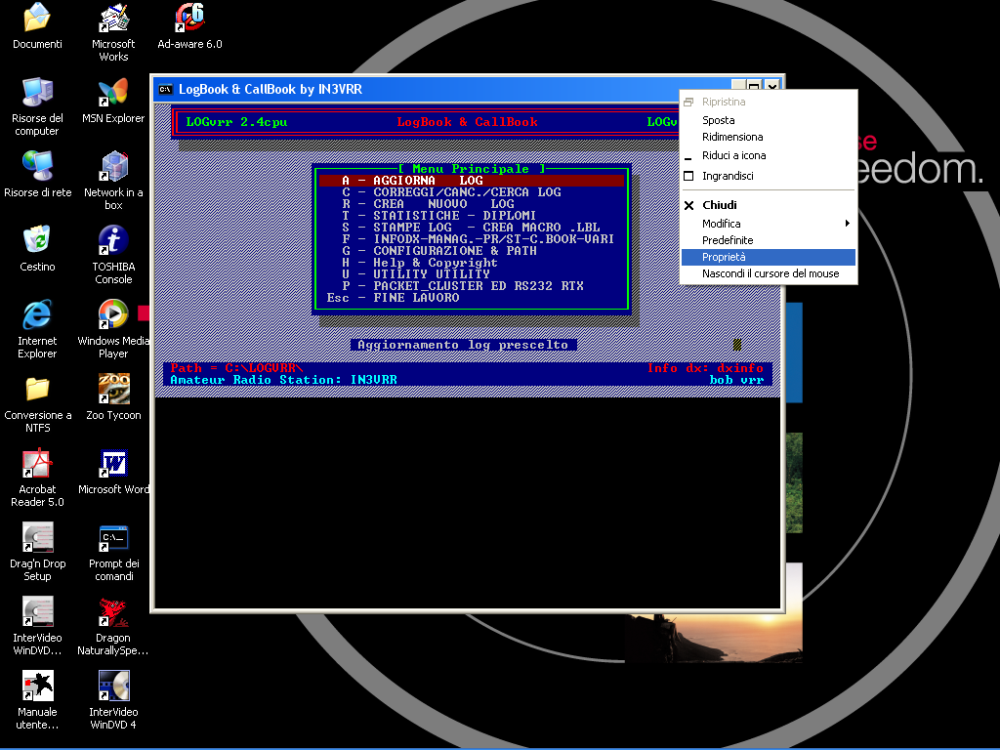 Documenti
Microsoft
Works
Ad-aware 6.0
Risorse del
computer
MSN Explorer
Risorse di rete
Network in a
box
Cestino
TOSHIBA
Console
Internet
Explorer
Windows Media
Player
Conversione a
NTFS
Zoo Tycoon
Acrobat
Reader 5.0
Microsoft Word
Drag'n Drop
Setup
Prompt dei
comandi
InterVideo
WinDVD...
Dragon
NaturallySpe...
Manuale
utente...
InterVideo
WinDVD 4
LogBook & CallBook by IN3VRR
LOGvrr 2.4cpu LogBook & CallBook LOGv
[ Menu Principale ]
A - AGGIORNA LOG
C - CORREGGI/CANC./CERCA LOG
R - CREA NUOVO LOG
T - STATISTICHE - DIPLOMI
S - STAMPE LOG - CREA MACRO .LBL
F - INFODX-MANAG.-PR/ST-C.BOOK-VARI
G - CONFIGURAZIONE & PATH
H - Help & Copyright
U - UTILITY UTILITY
P - PACKET_CLUSTER ED RS232 RTX
Esc - FINE LAVORO
Aggiornamento log prescelto
Path = C:\LOGVRR\ Info dx: dxinfo
Amateur Radio Station: IN3VRR bob vrr
Ripristina
Sposta
Ridimensiona
Riduci a icona
Ingrandisci
Chiudi
Modifica
Predefinite
Proprietà
Nascondi il cursore del mouse
se
eedom.